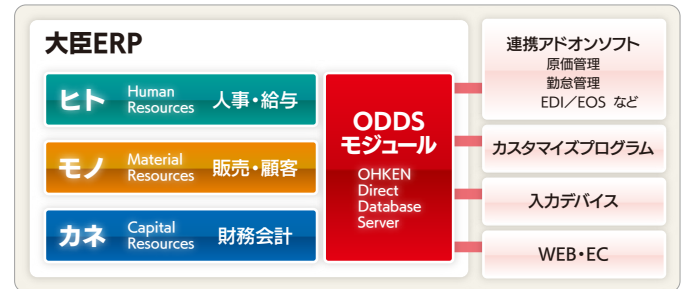 大臣ERP
ヒト
Human
Resources
人事・給与
モノ
Material
Resources
販売・顧客
カネ
Capital
Resources
財務会計
ODDS
モジュール
OHKEN
Direct
Database
Server
連携アドオンソフト
原価管理
勤怠管理
EDI／EOS など
カスタマイズプログラム
入力デバイス
WEB・EC